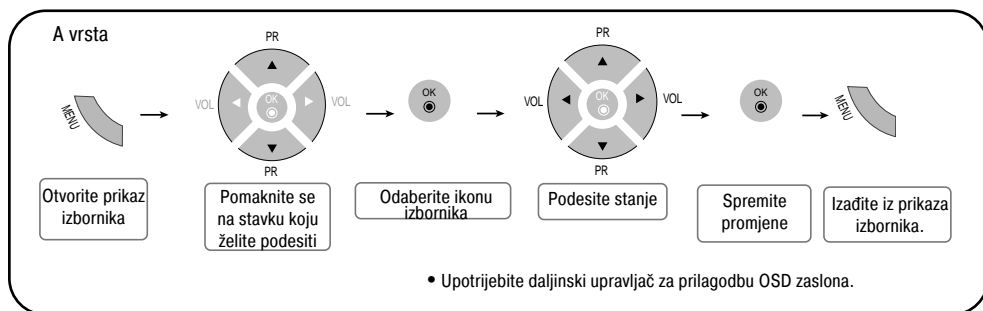 A vrsta
PR
PR
MENU
VOL
OK
VOL
OK
VOL
OK
VOL
OK
MENU
PR
PR
Otvorite prikaz
izbornika
Pomaknite se
na stavku koju
želite podesiti
Odaberite ikonu
izbornika
Podesite stanje
Spremite
promjene
Izađite iz prikaza
izbornika.
• Upotrijebite daljinski upravljač za prilagodbu OSD zaslona.